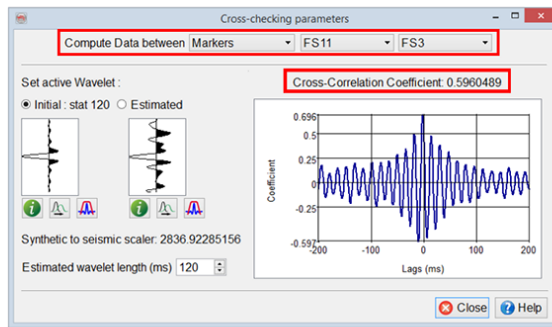 Cross-checking parameters
Compute Data between Markers FS11 FS3
Set active Wavelet :
Cross-Correlation Coefficient: 0.5960489
Initial : stat 120 Estimated
0.696
0.5
0.25
0
-0.25
-0.597
Coefficient
-200 -100 0 100 200
Lags (ms)
Synthetic to seismic scaler: 2836.92285156
Estimated wavelet length (ms) 120
Close Help